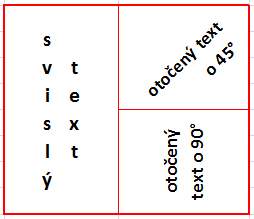 svislý
text
otočený text
o 45°
otočený
text o 90°